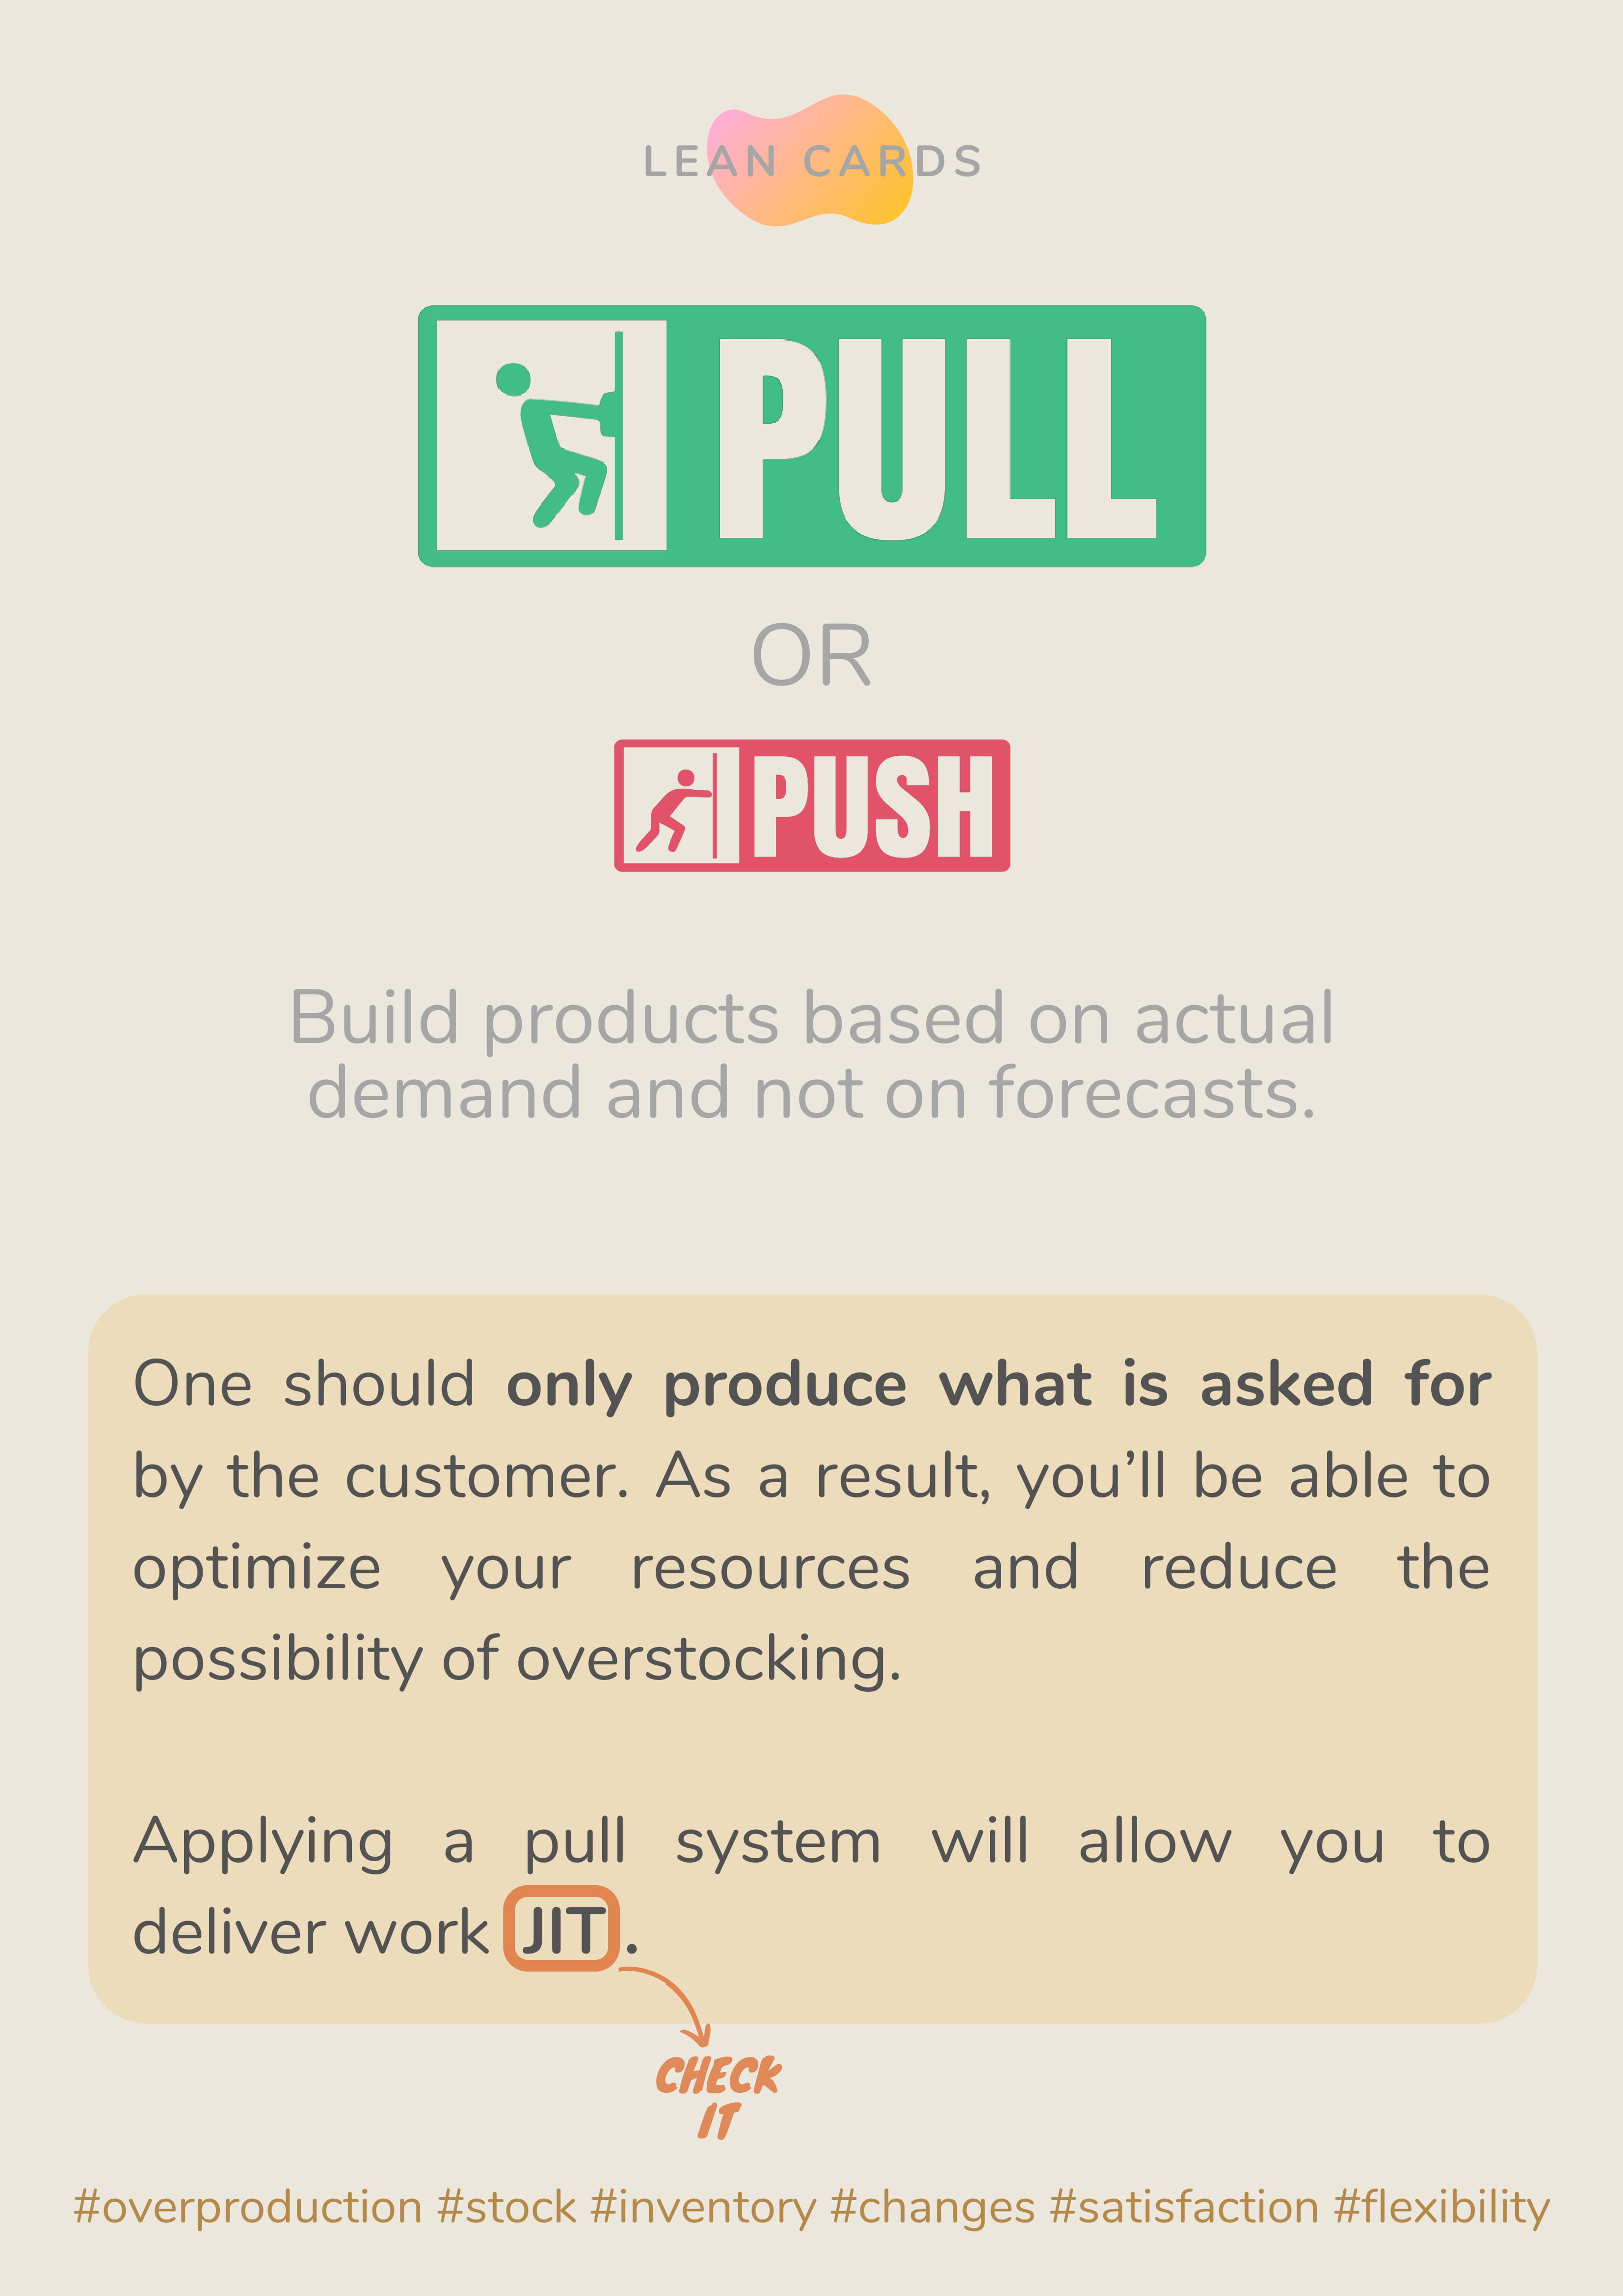 LEAN CARDS
PULL
OR
PUSH
Build products based on actual
demand and not on forecasts.
One should only produce what is asked for
by the customer. As a result, you’ll be able to
optimize your resources and reduce the
possibility of overstocking.
Applying a pull system will allow you to
deliver work JIT.
CHECK
IT
#overproduction #stock #inventory #changes #satisfaction #flexibility